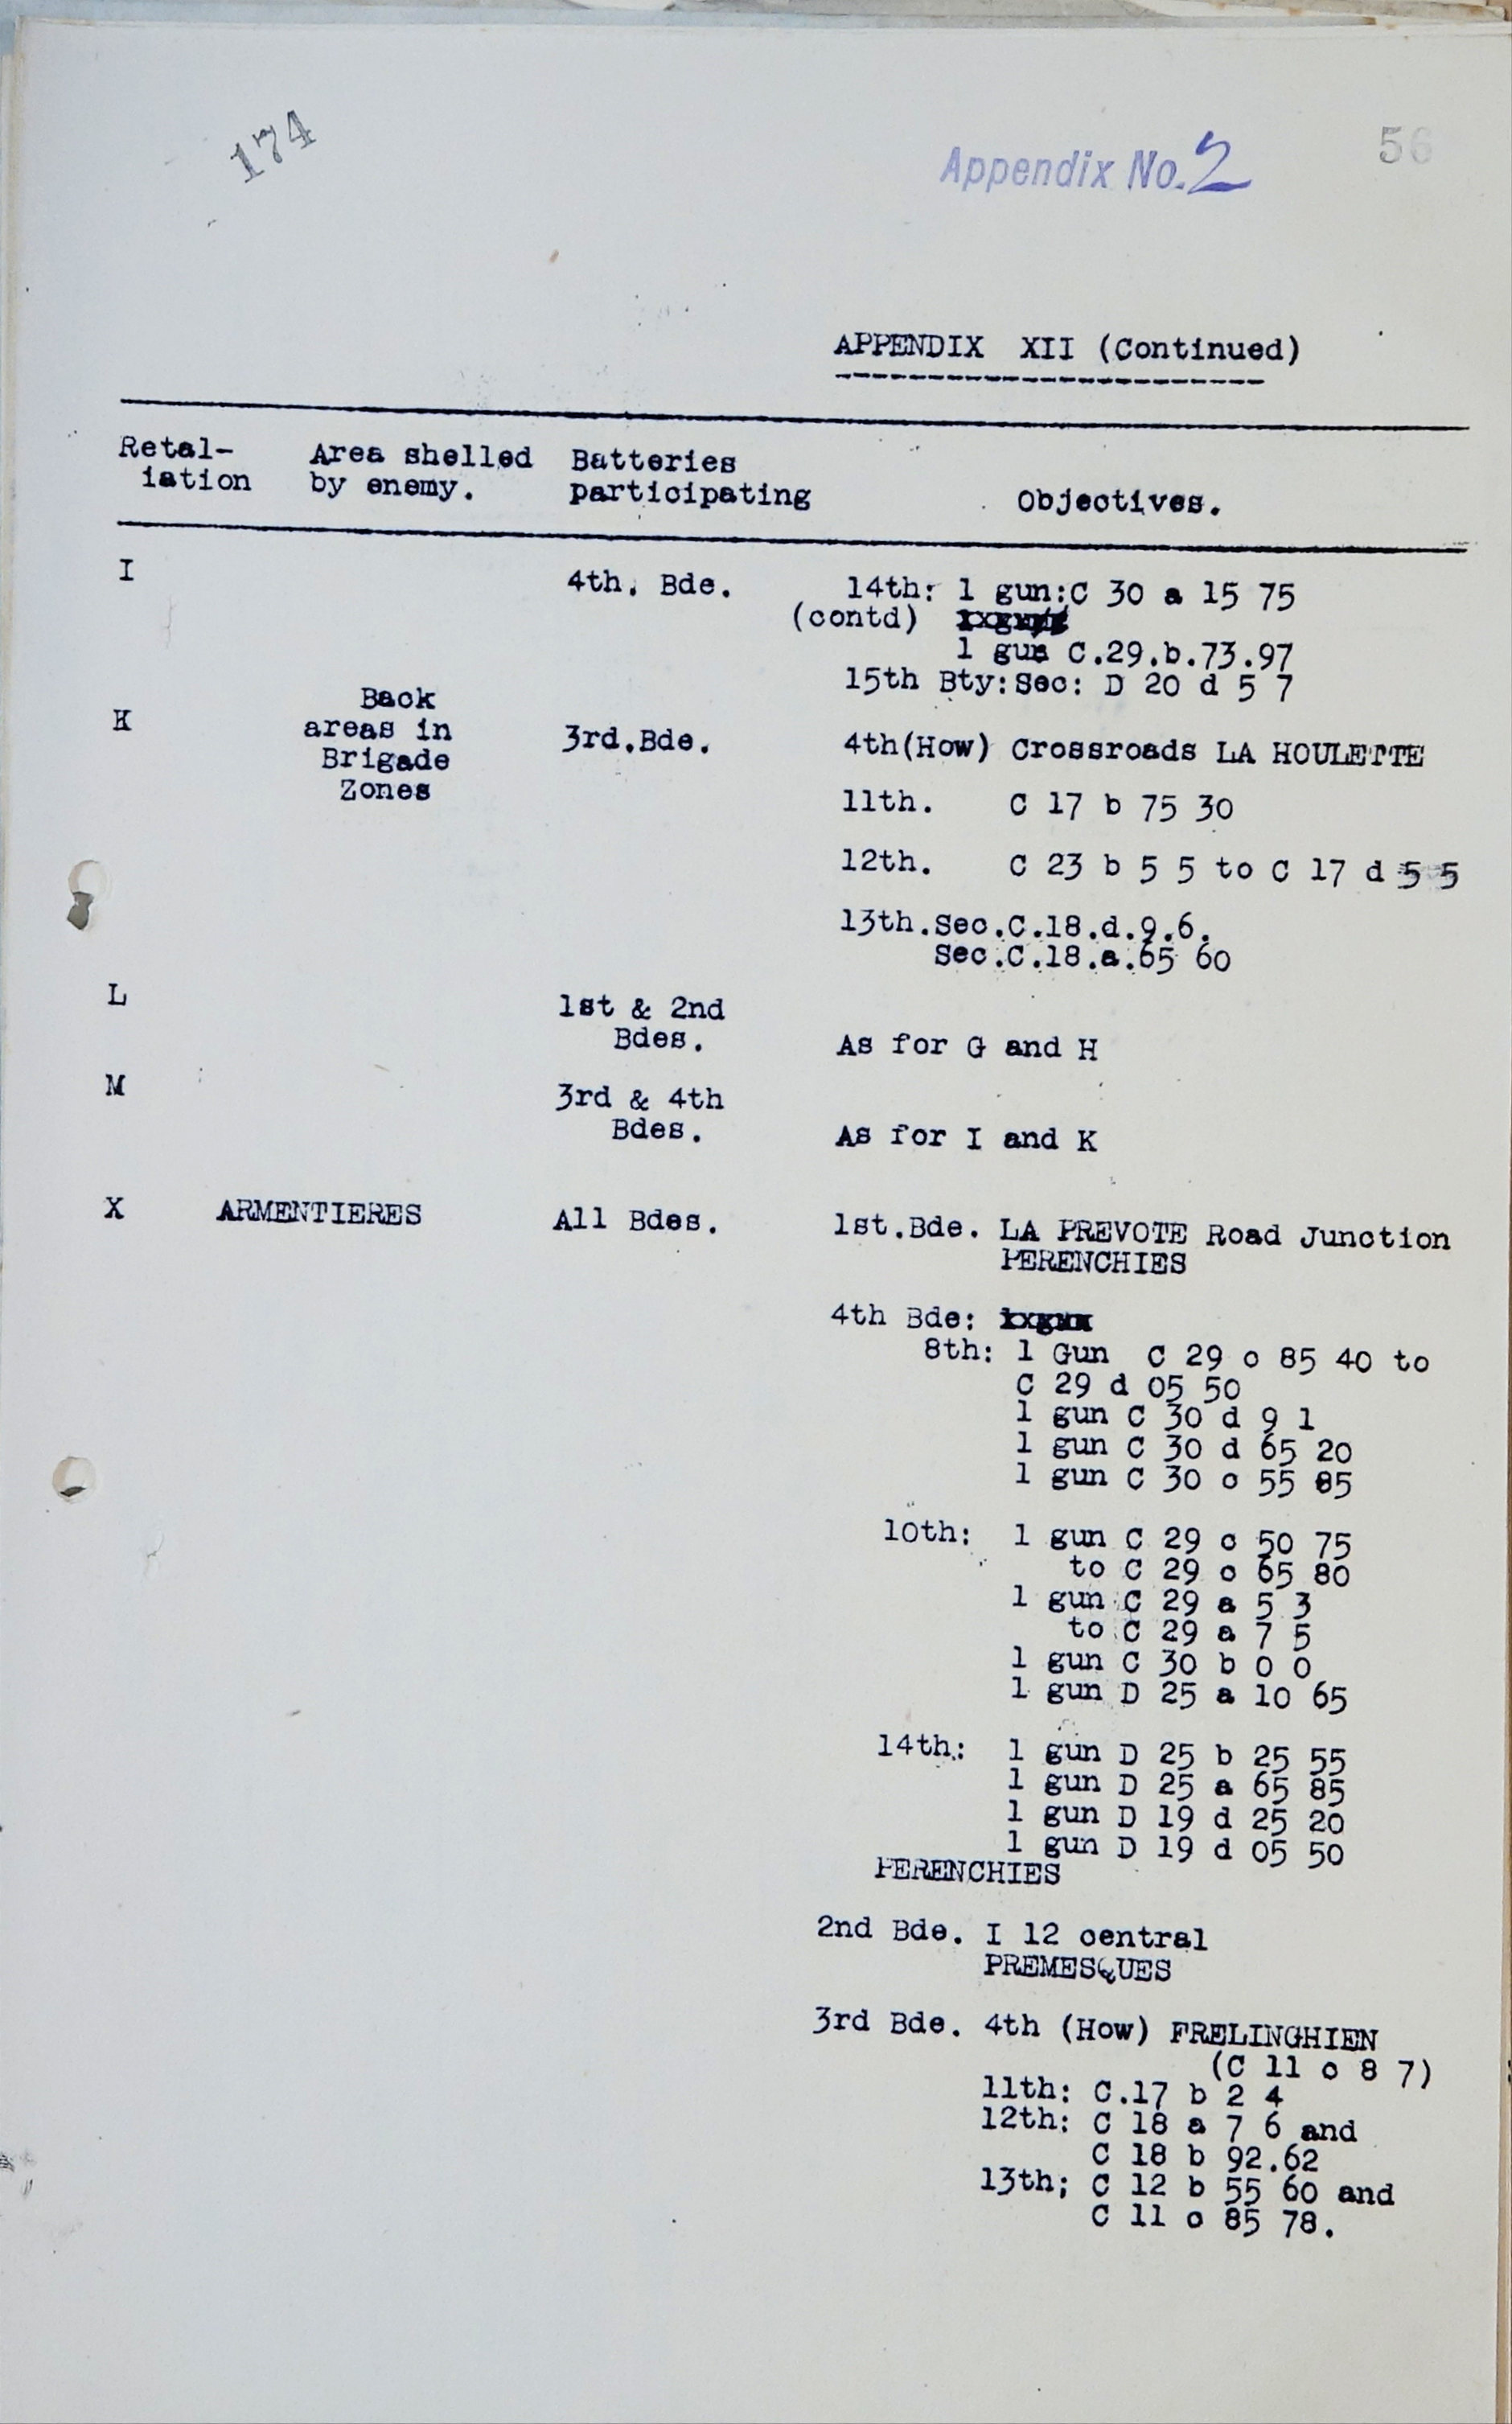 174
Appendix No. 2
56
APPENDIX XII (Continued)
Retal- Area shelled Batteries
iation by enemy. participating Objectives.
I 4th. Bde. 14th: 1 gun:C 30 a 15 75
(contd)
1 gun C.29.b.73.97
15th Bty:Sec: D 20 d 5 7
Back
K areas in 3rd.Bde. 4th(How) Crossroads LA HOULETTE
Brigade
Zones
11th. C 17 b 75 30
12th. C 23 b 5 5 to C 17 d 5 5
13th.Sec.C.18.d.9.6.
Sec.C.18.a.65 60
L 1st & 2nd
Bdes. As for G and H
M 3rd & 4th
Bdes. As for I and K
X ARMENTIERES All Bdes. 1st.Bde. LA PREVOTE Road Junction
PERENCHIES
4th Bde:
8th: 1 Gun C 29 c 85 40 to
C 29 d 05 50
1 gun C 30 d 9 1
1 gun C 30 d 65 20
1 gun C 30 c 55 85
10th: 1 gun C 29 c 50 75
to C 29 c 65 80
1 gun C 29 a 5 3
to C 29 a 7 5
1 gun C 30 b 0 0
1 gun D 25 a 10 65
14th: 1 gun D 25 b 25 55
1 gun D 25 a 65 85
1 gun D 19 d 25 20
1 gun D 19 d 05 50
PERENCHIES
2nd Bde. I 12 central
PREMESQUES
3rd Bde. 4th (How) FRELINGHIEN
(C 11 c 8 7)
11th: C.17 b 2 4
12th: C 18 a 7 6 and
C 18 b 92.62
13th; C 12 b 55 60 and
C 11 c 85 78.